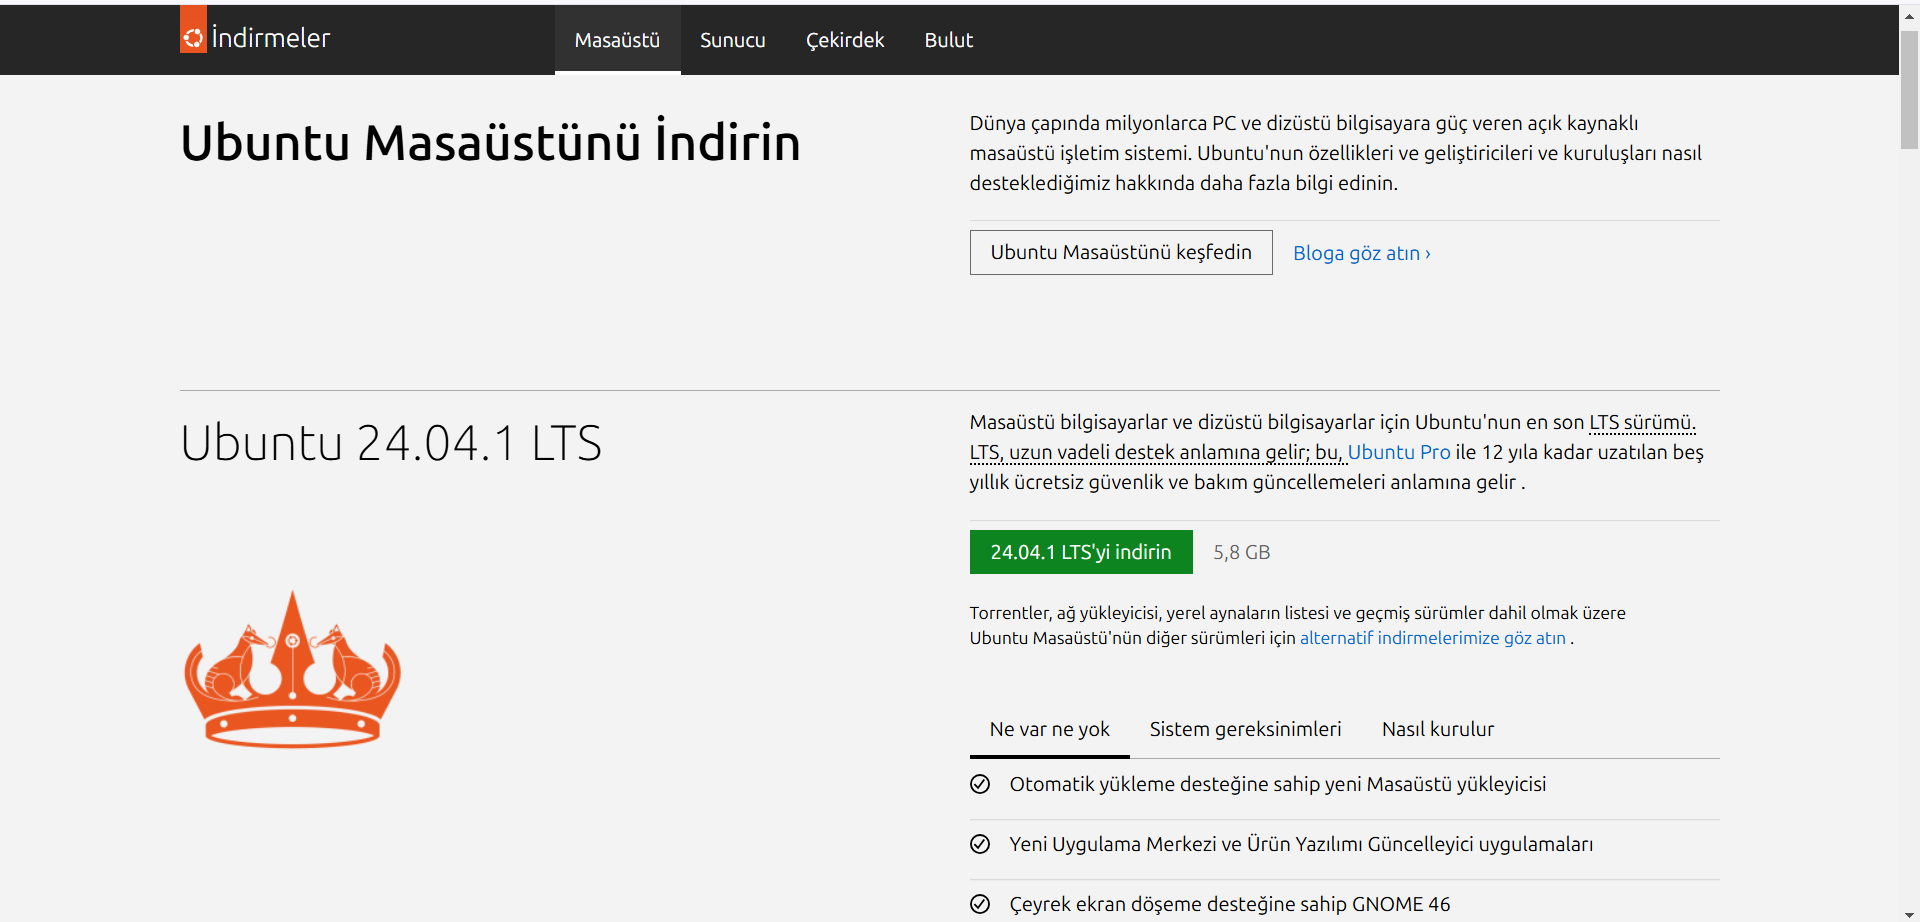 İndirmeler
Masaüstü
Sunucu
Çekirdek
Bulut
Ubuntu Masaüstünü İndirin
Dünya çapında milyonlarca PC ve dizüstü bilgisayara güç veren açık kaynaklı
masaüstü işletim sistemi. Ubuntu'nun özellikleri ve geliştiricileri ve kuruluşları nasıl
desteklediğimiz hakkında daha fazla bilgi edinin.
Ubuntu Masaüstünü keşfedin
Bloga göz atın ›
Ubuntu 24.04.1 LTS
Masaüstü bilgisayarlar ve dizüstü bilgisayarlar için Ubuntu'nun en son LTS sürümü.
LTS, uzun vadeli destek anlamına gelir; bu, Ubuntu Pro ile 12 yıla kadar uzatılan beş
yıllık ücretsiz güvenlik ve bakım güncellemeleri anlamına gelir .
24.04.1 LTS'yi indirin
5,8 GB
Torrentler, ağ yükleyicisi, yerel aynaların listesi ve geçmiş sürümler dahil olmak üzere
Ubuntu Masaüstü'nün diğer sürümleri için alternatif indirmelerimize göz atın .
Ne var ne yok
Sistem gereksinimleri
Nasıl kurulur
Otomatik yükleme desteğine sahip yeni Masaüstü yükleyicisi
Yeni Uygulama Merkezi ve Ürün Yazılımı Güncelleyici uygulamaları
Çeyrek ekran döşeme desteğine sahip GNOME 46